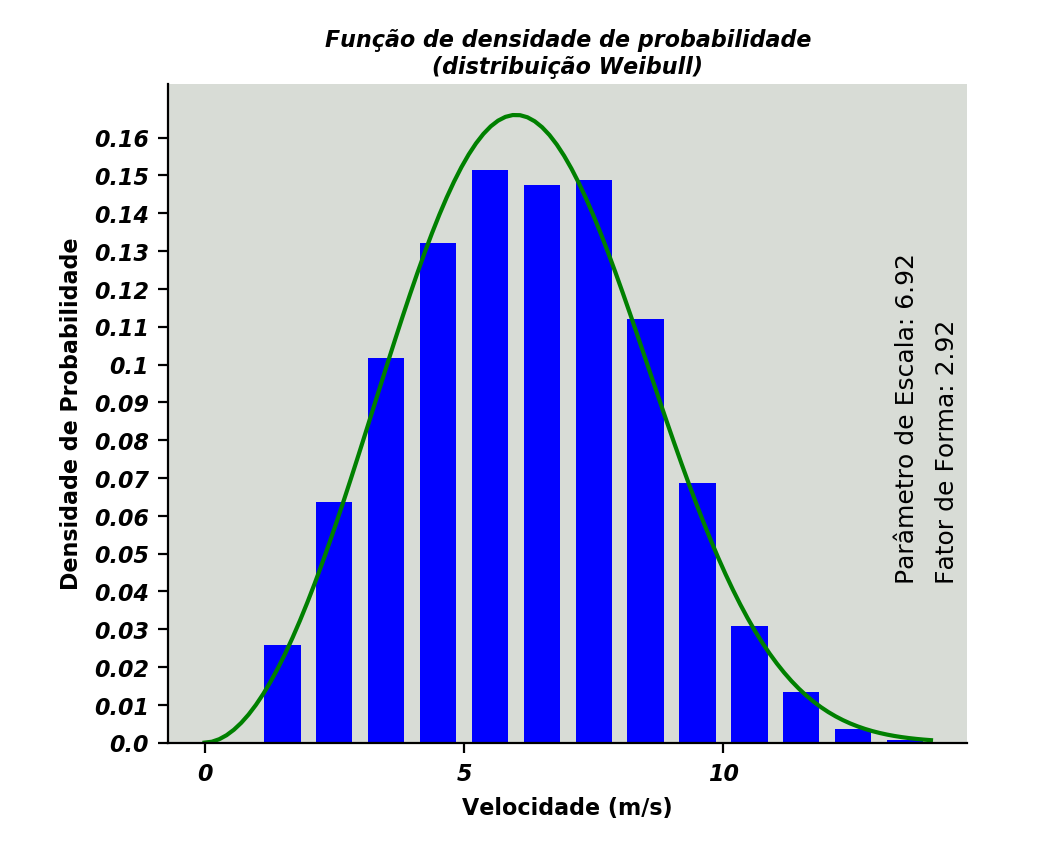 Função de densidade de probabilidade
(distribuição Weibull)
Densidade de Probabilidade
0.16
0.15
0.14
0.13
0.12
0.11
0.1
0.09
0.08
0.07
0.06
0.05
0.04
0.03
0.02
0.01
0.0
Parâmetro de Escala: 6.92
Fator de Forma: 2.92
0 5 10
Velocidade (m/s)